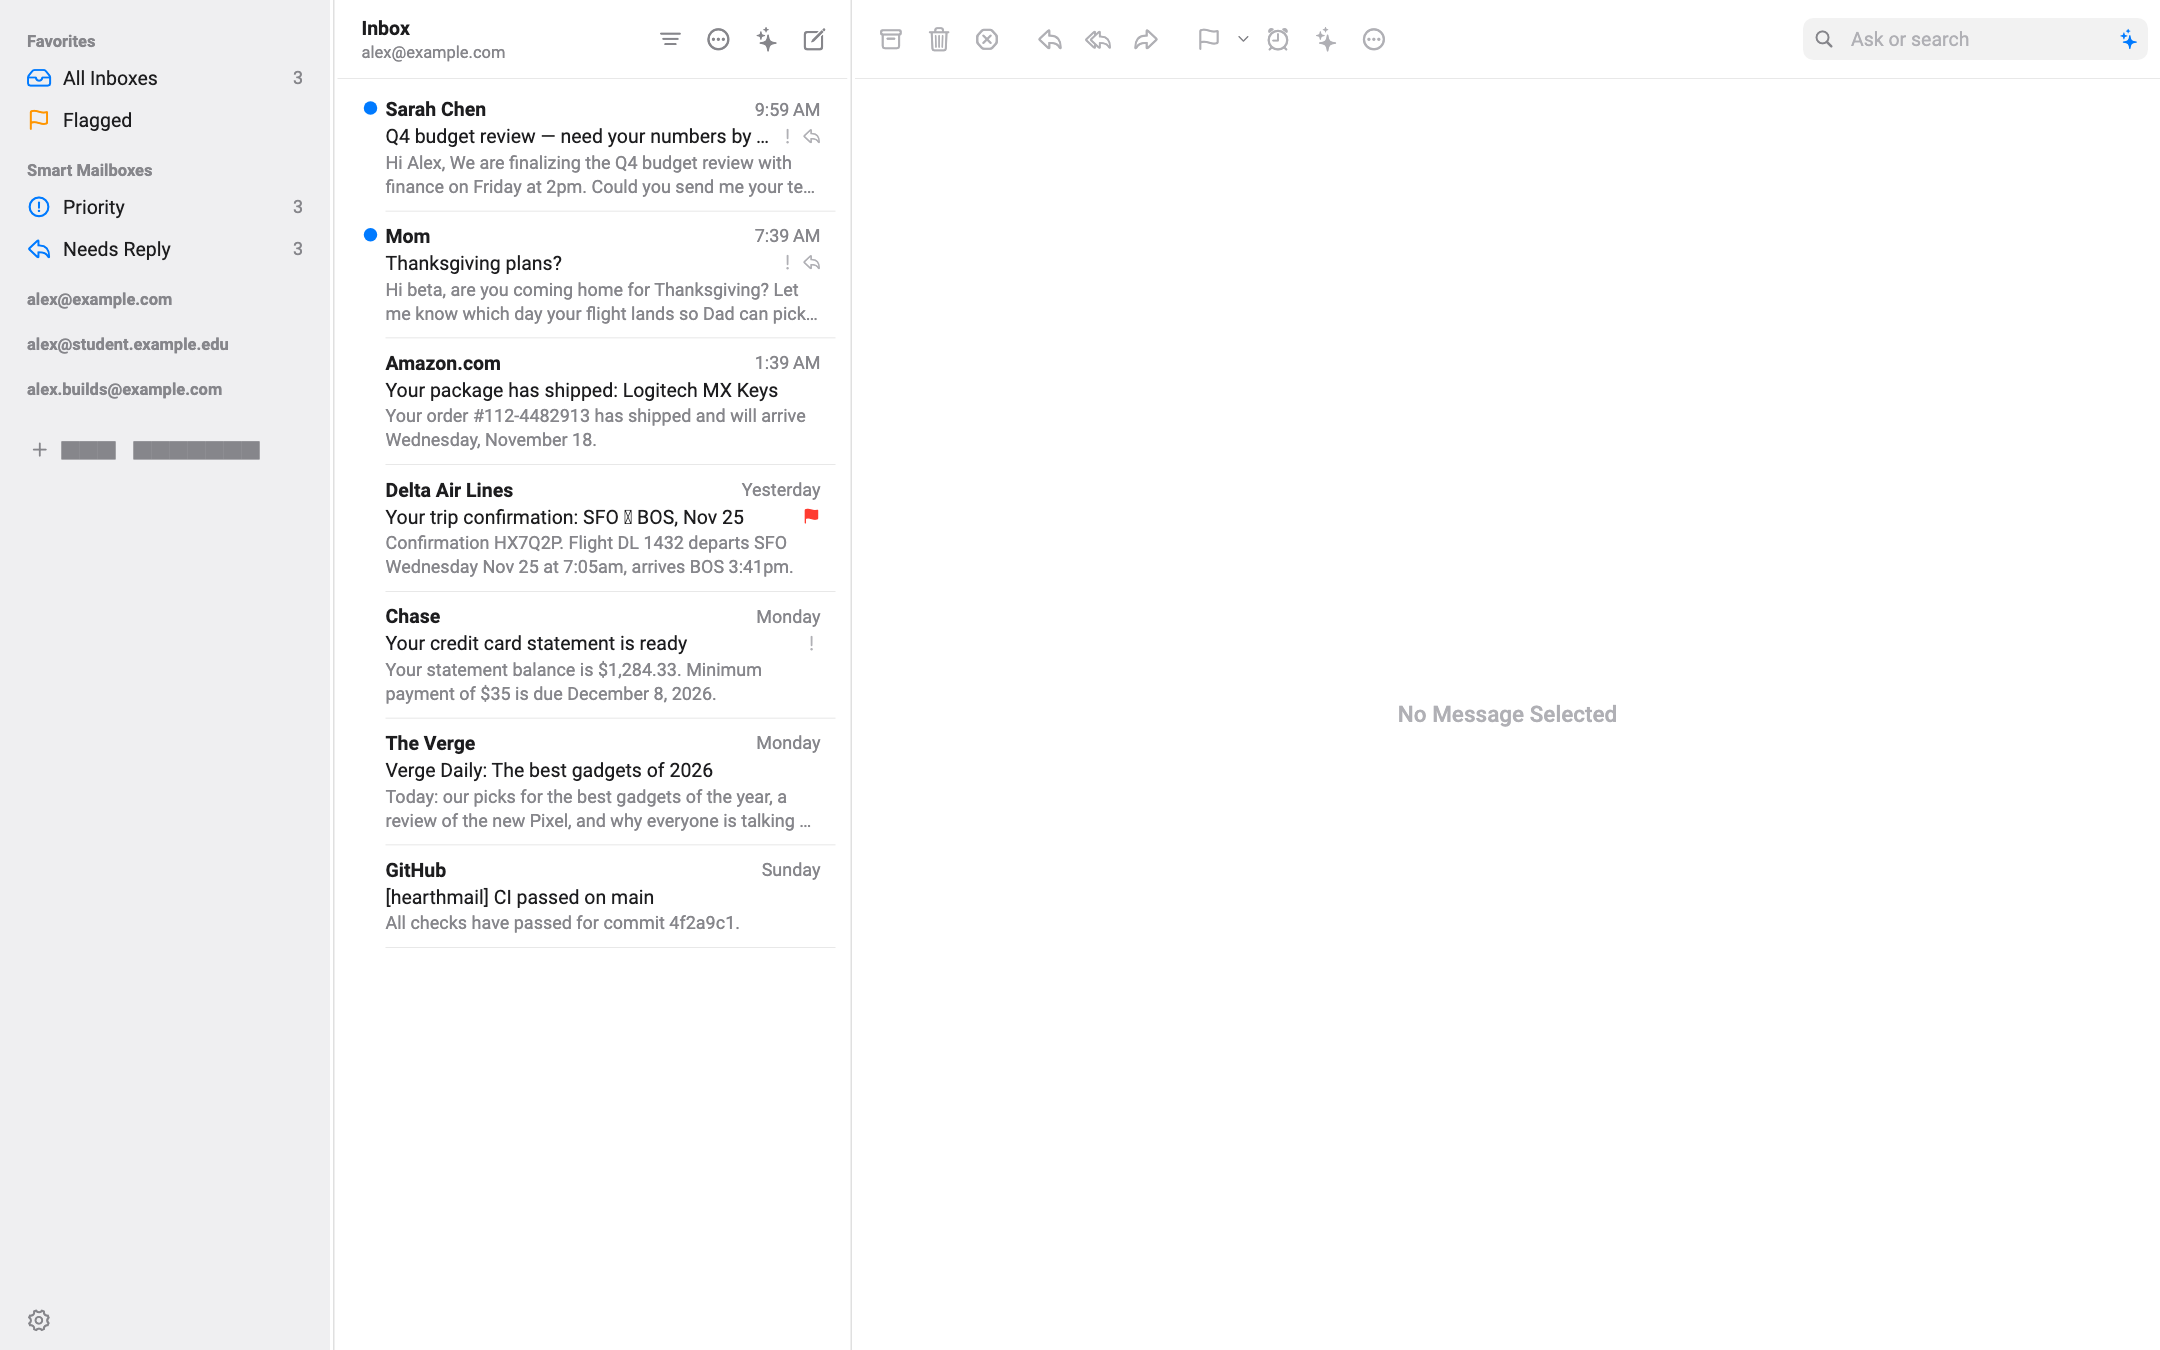 Favorites
All Inboxes 3
Flagged
Smart Mailboxes
Priority 3
Needs Reply 3
alex@example.com
alex@student.example.edu
alex.builds@example.com
Inbox
alex@example.com
Sarah Chen 9:59 AM
Q4 budget review — need your numbers by ...
Hi Alex, We are finalizing the Q4 budget review with
finance on Friday at 2pm. Could you send me your te...
Mom 7:39 AM
Thanksgiving plans?
Hi beta, are you coming home for Thanksgiving? Let
me know which day your flight lands so Dad can pick...
Amazon.com 1:39 AM
Your package has shipped: Logitech MX Keys
Your order #112-4482913 has shipped and will arrive
Wednesday, November 18.
Delta Air Lines Yesterday
Your trip confirmation: SFO BOS, Nov 25
Confirmation HX7Q2P. Flight DL 1432 departs SFO
Wednesday Nov 25 at 7:05am, arrives BOS 3:41pm.
Chase Monday
Your credit card statement is ready
Your statement balance is $1,284.33. Minimum
payment of $35 is due December 8, 2026.
The Verge Monday
Verge Daily: The best gadgets of 2026
Today: our picks for the best gadgets of the year, a
review of the new Pixel, and why everyone is talking ...
GitHub Sunday
[hearthmail] CI passed on main
All checks have passed for commit 4f2a9c1.
Ask or search
No Message Selected